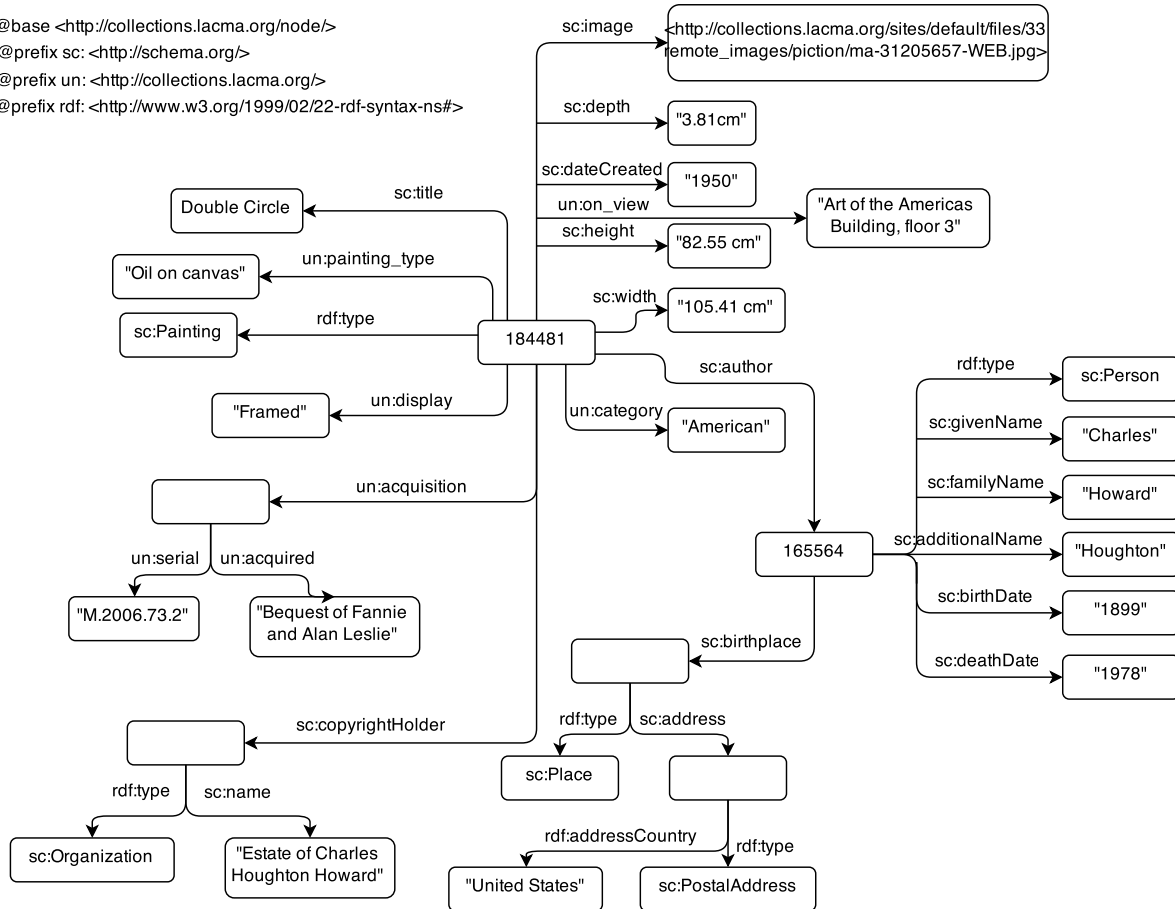 @base <http://collections.lacma.org/node/>
@prefix sc: <http://schema.org/>
@prefix un: <http://collections.lacma.org/>
@prefix rdf: <http://www.w3.org/1999/02/22-rdf-syntax-ns#>
sc:image
<http://collections.lacma.org/sites/default/files/33
remote_images/piction/ma-31205657-WEB.jpg>
sc:depth
"3.81cm"
sc:dateCreated
"1950"
un:on_view
"Art of the Americas
Building, floor 3"
sc:height
"82.55 cm"
sc:width
"105.41 cm"
sc:title
Double Circle
un:painting_type
"Oil on canvas"
rdf:type
sc:Painting
184481
un:display
"Framed"
un:category
"American"
sc:author
165564
rdf:type
sc:Person
sc:givenName
"Charles"
sc:familyName
"Howard"
sc:additionalName
"Houghton"
sc:birthDate
"1899"
sc:deathDate
"1978"
un:acquisition
un:serial
un:acquired
"M.2006.73.2"
"Bequest of Fannie
and Alan Leslie"
sc:birthplace
rdf:type
sc:address
sc:Place
rdf:addressCountry
rdf:type
"United States"
sc:PostalAddress
sc:copyrightHolder
rdf:type
sc:name
sc:Organization
"Estate of Charles
Houghton Howard"